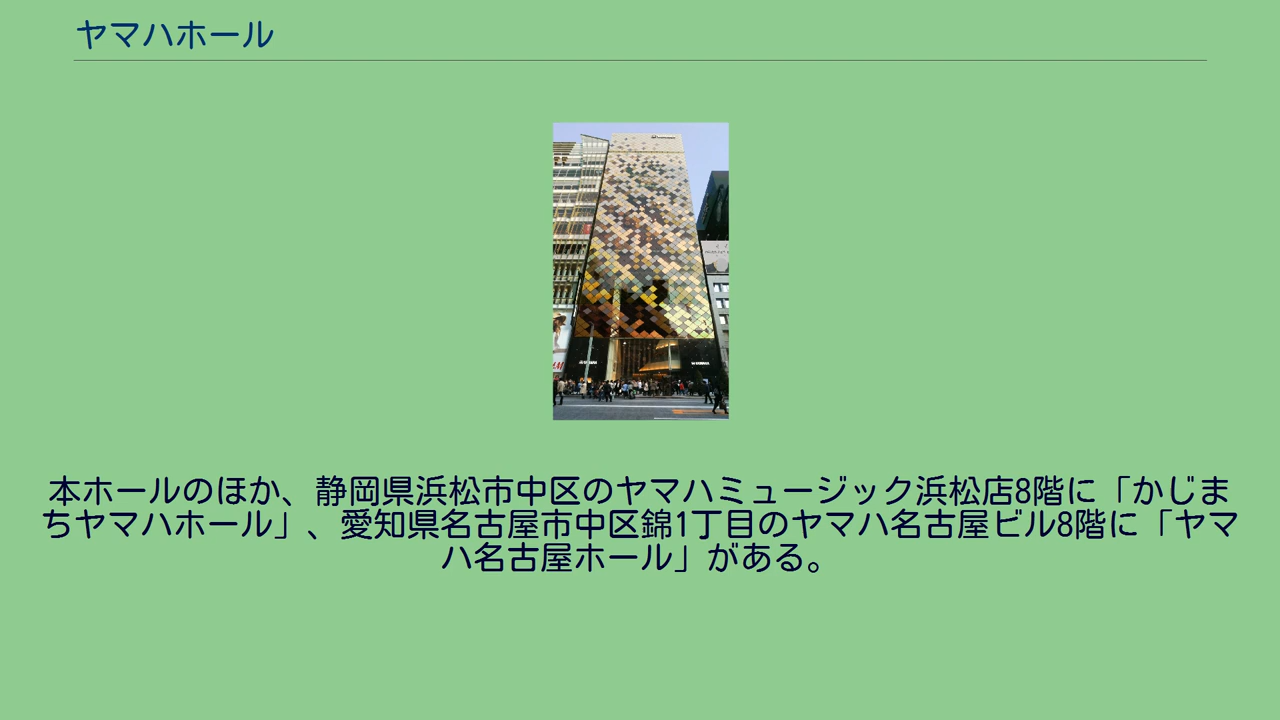 ヤマハホール
本ホールのほか、静岡県浜松市中区のヤマハミュージック浜松店8階に「かじま
ちヤマハホール」、愛知県名古屋市中区錦1丁目のヤマハ名古屋ビル8階に「ヤマ
ハ名古屋ホール」がある。